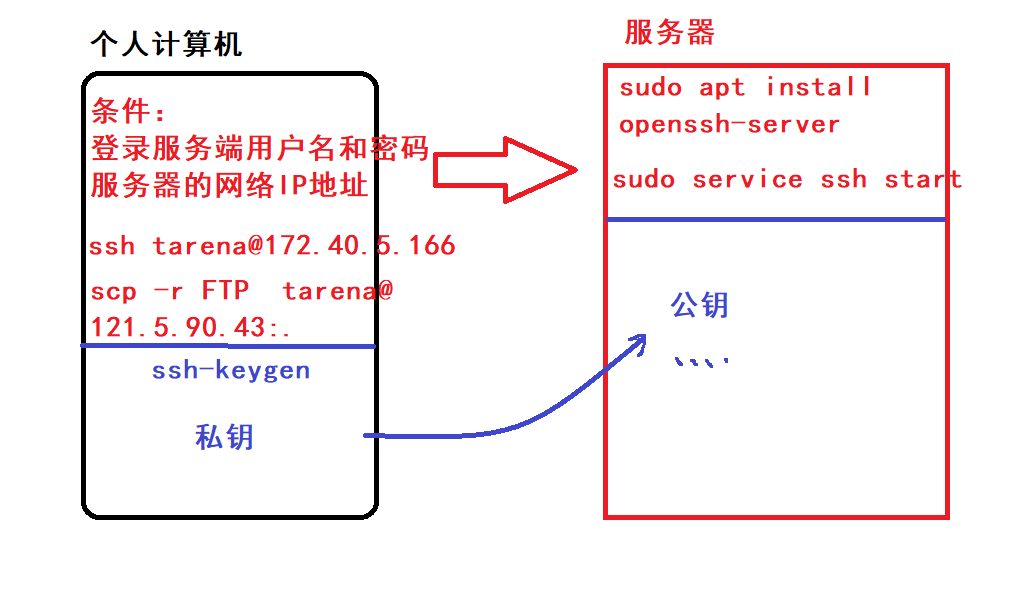 个人计算机
条件：
登录服务端用户名和密码
服务器的网络IP地址
ssh tarena@172.40.5.166
scp -r FTP  tarena@
121.5.90.43:.
ssh-keygen
私钥
服务器
sudo apt install
openssh-server
sudo service ssh start
公钥